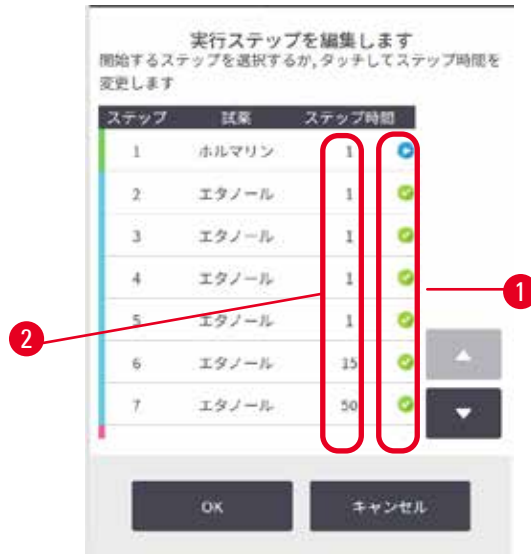 実行ステップを編集します
開始するステップを選択するか, タッチしてステップ時間を
変更します
ステップ 試薬 ステップ時間
1 ホルマリン 1
2 エタノール 1
3 エタノール 1
4 エタノール 1
5 エタノール 1
6 エタノール 15
7 エタノール 50
1
2
OK キャンセル